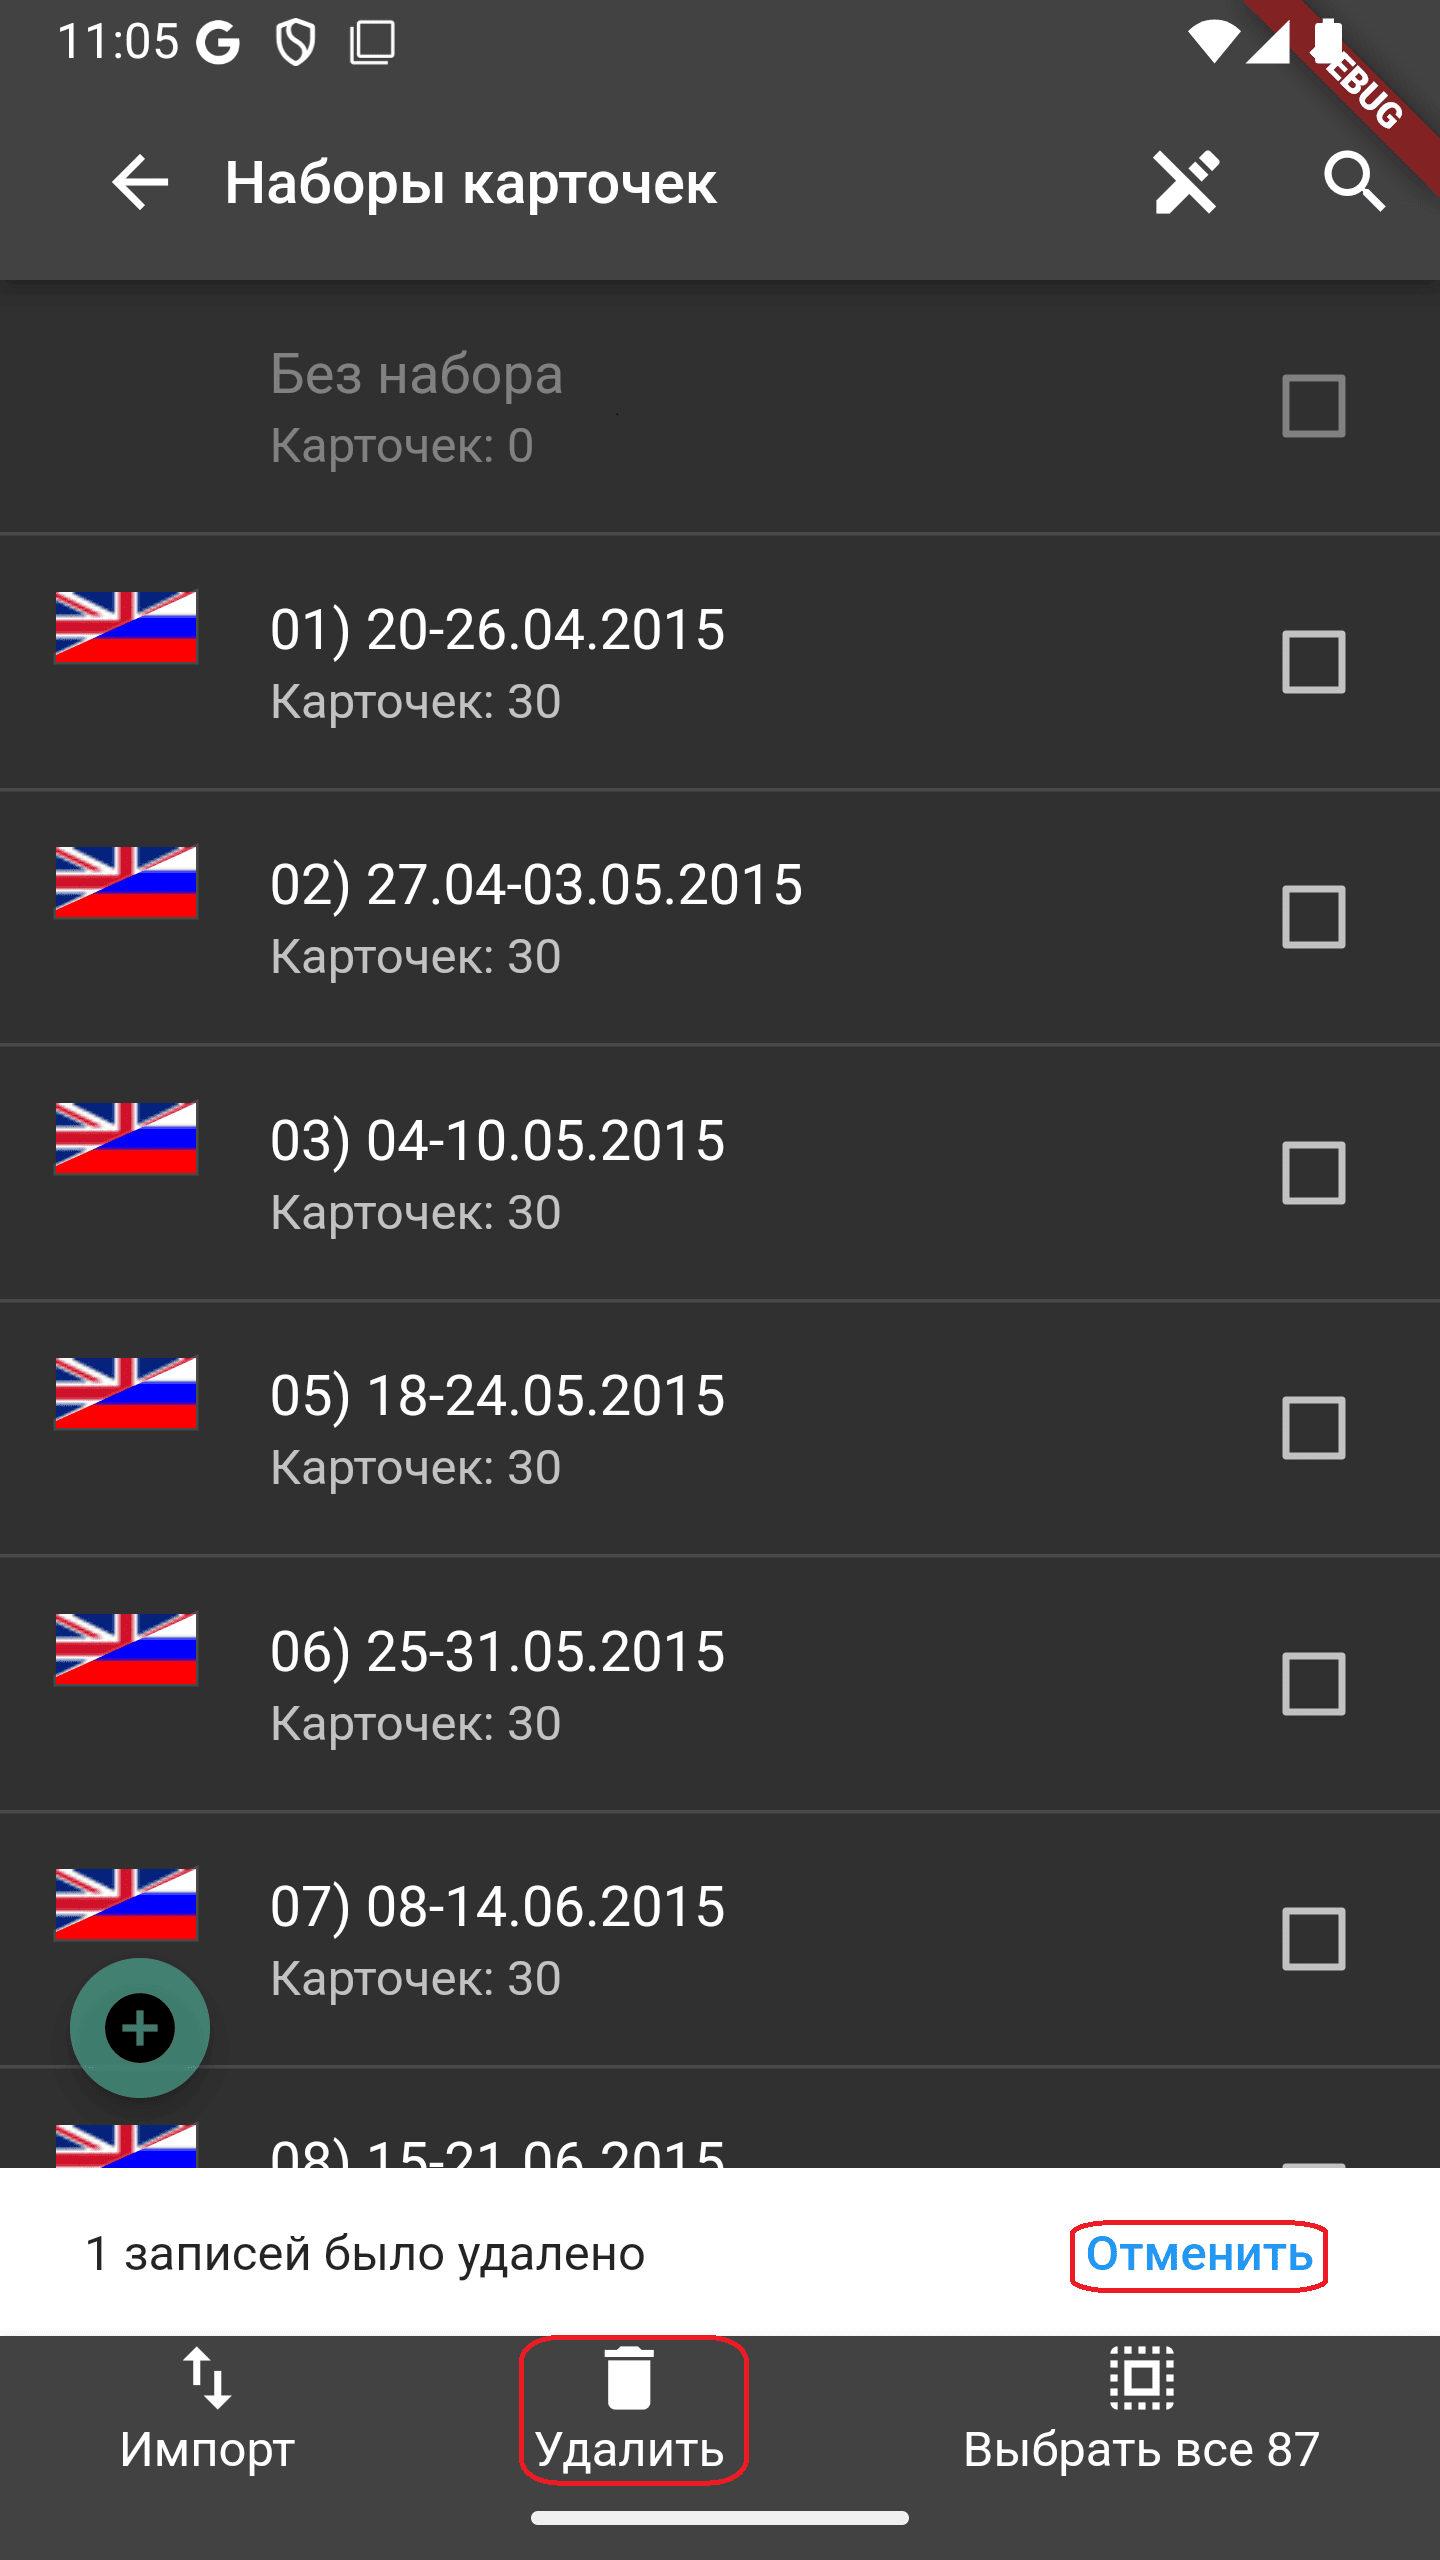 11:05
DEBUG
Наборы карточек
Без набора
Карточек: 0
01) 20-26.04.2015
Карточек: 30
02) 27.04-03.05.2015
Карточек: 30
03) 04-10.05.2015
Карточек: 30
05) 18-24.05.2015
Карточек: 30
06) 25-31.05.2015
Карточек: 30
07) 08-14.06.2015
Карточек: 30
08) 15-21.06.2015
1 записей было удалено
Отменить
Импорт
Удалить
Выбрать все 87